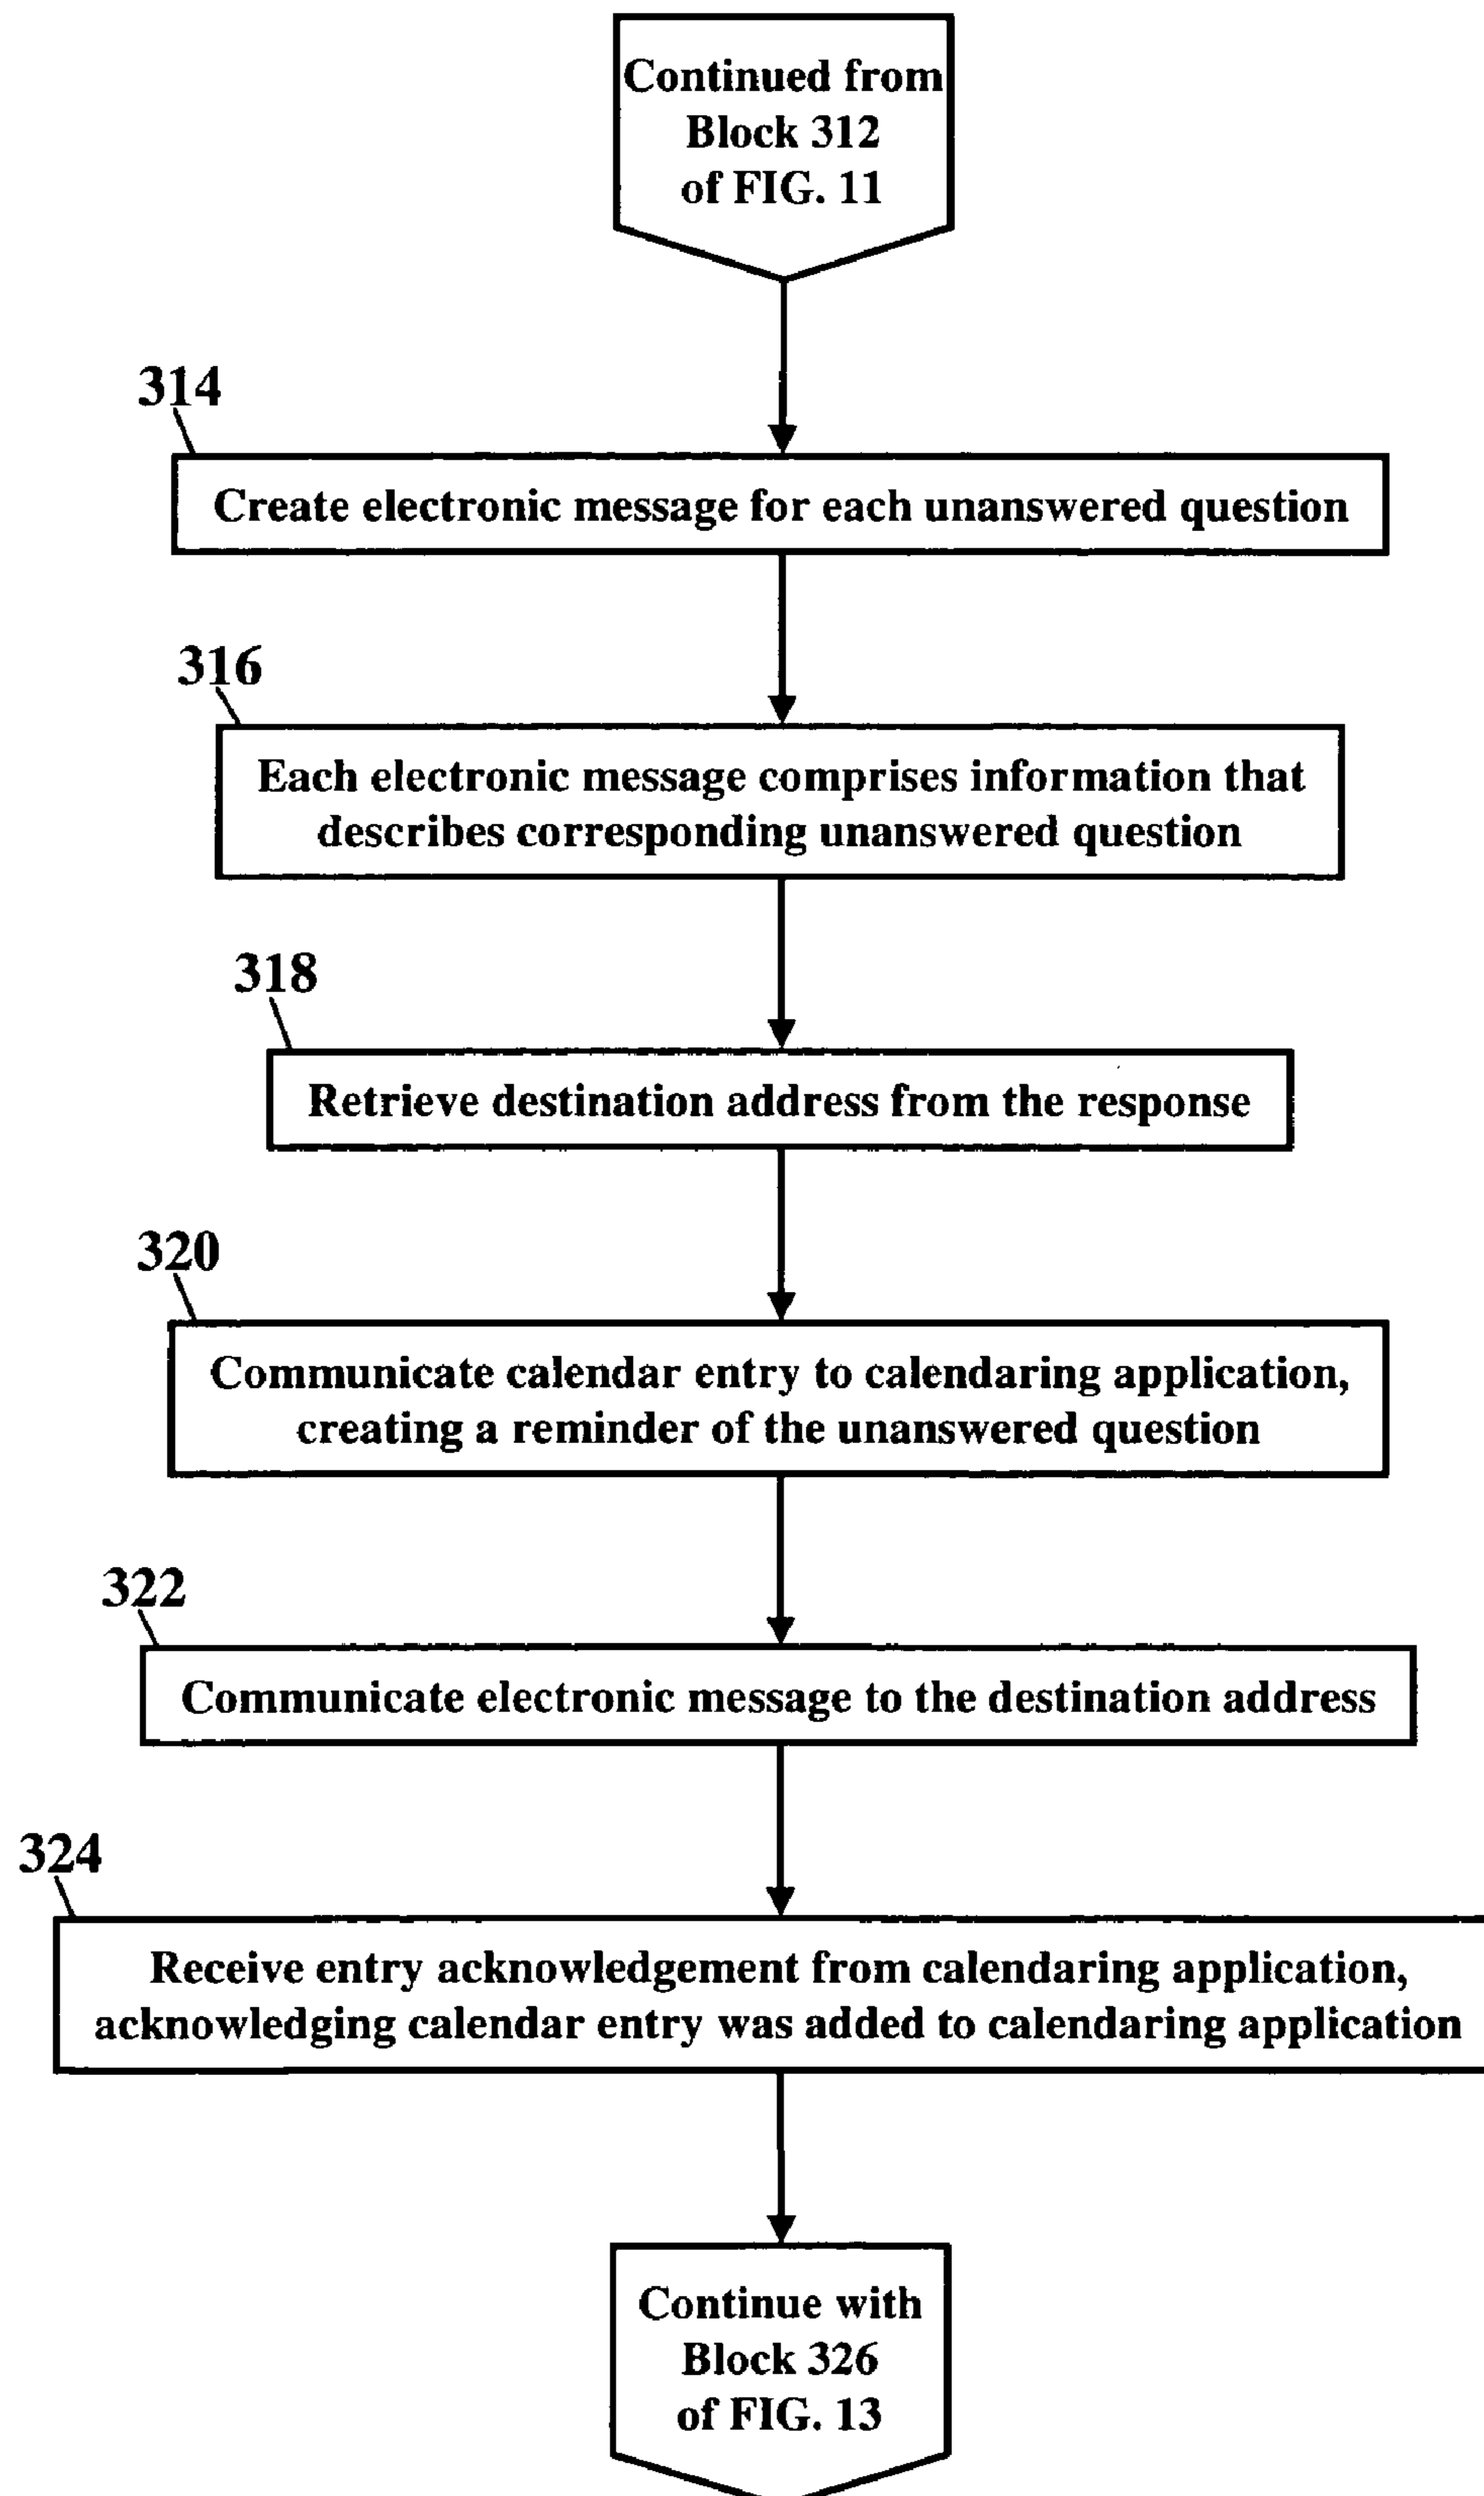 Continued from
Block 312
of FIG. 11
314
Create electronic message for each unanswered question
316
Each electronic message comprises information that
describes corresponding unanswered question
318
Retrieve destination address from the response
320
Communicate calendar entry to calendaring application,
creating a reminder of the unanswered question
322
Communicate electronic message to the destination address
324
Receive entry acknowledgement from calendaring application,
acknowledging calendar entry was added to calendaring application
Continue with
Block 326
of FIG. 13